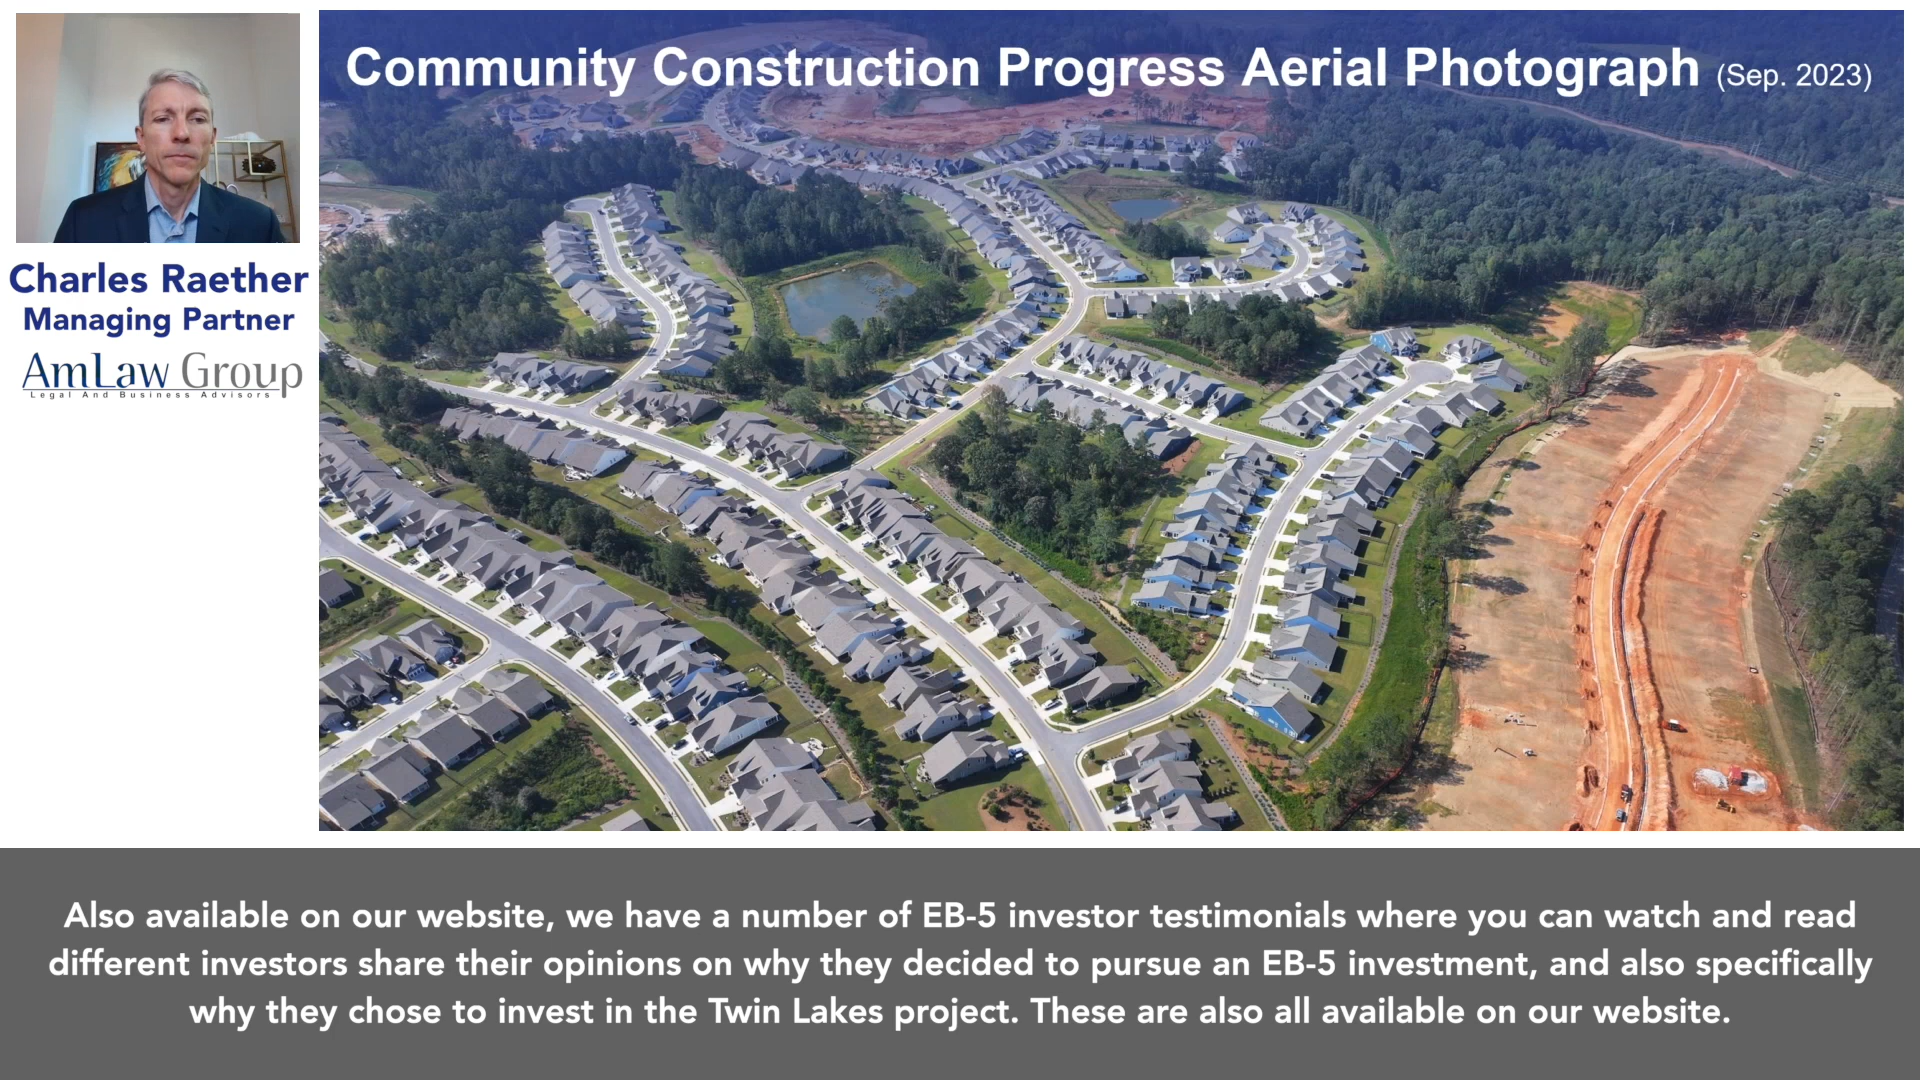 Community Construction Progress Aerial Photograph (Sep. 2023)
Charles Raether
Managing Partner
AmLaw Group
Legal And Business Advisors
Also available on our website, we have a number of EB-5 investor testimonials where you can watch and read
different investors share their opinions on why they decided to pursue an EB-5 investment, and also specifically
why they chose to invest in the Twin Lakes project. These are also all available on our website.